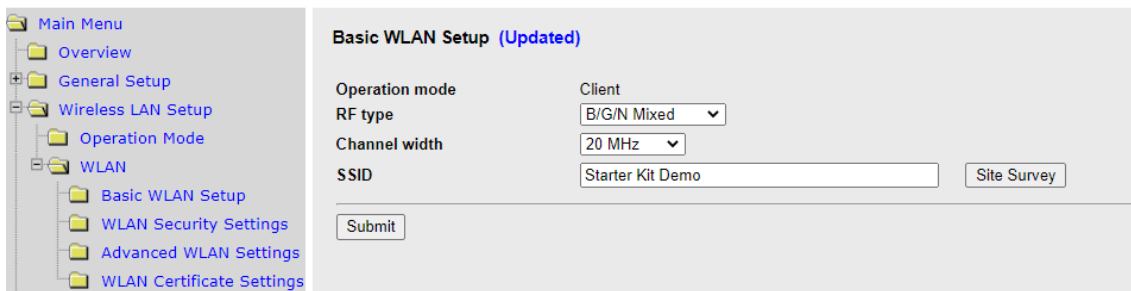 Main Menu
Overview
General Setup
Wireless LAN Setup
Operation Mode
WLAN
Basic WLAN Setup
WLAN Security Settings
Advanced WLAN Settings
WLAN Certificate Settings
Basic WLAN Setup (Updated)
Operation mode Client
RF type B/G/N Mixed
Channel width 20 MHz
SSID Starter Kit Demo Site Survey
Submit